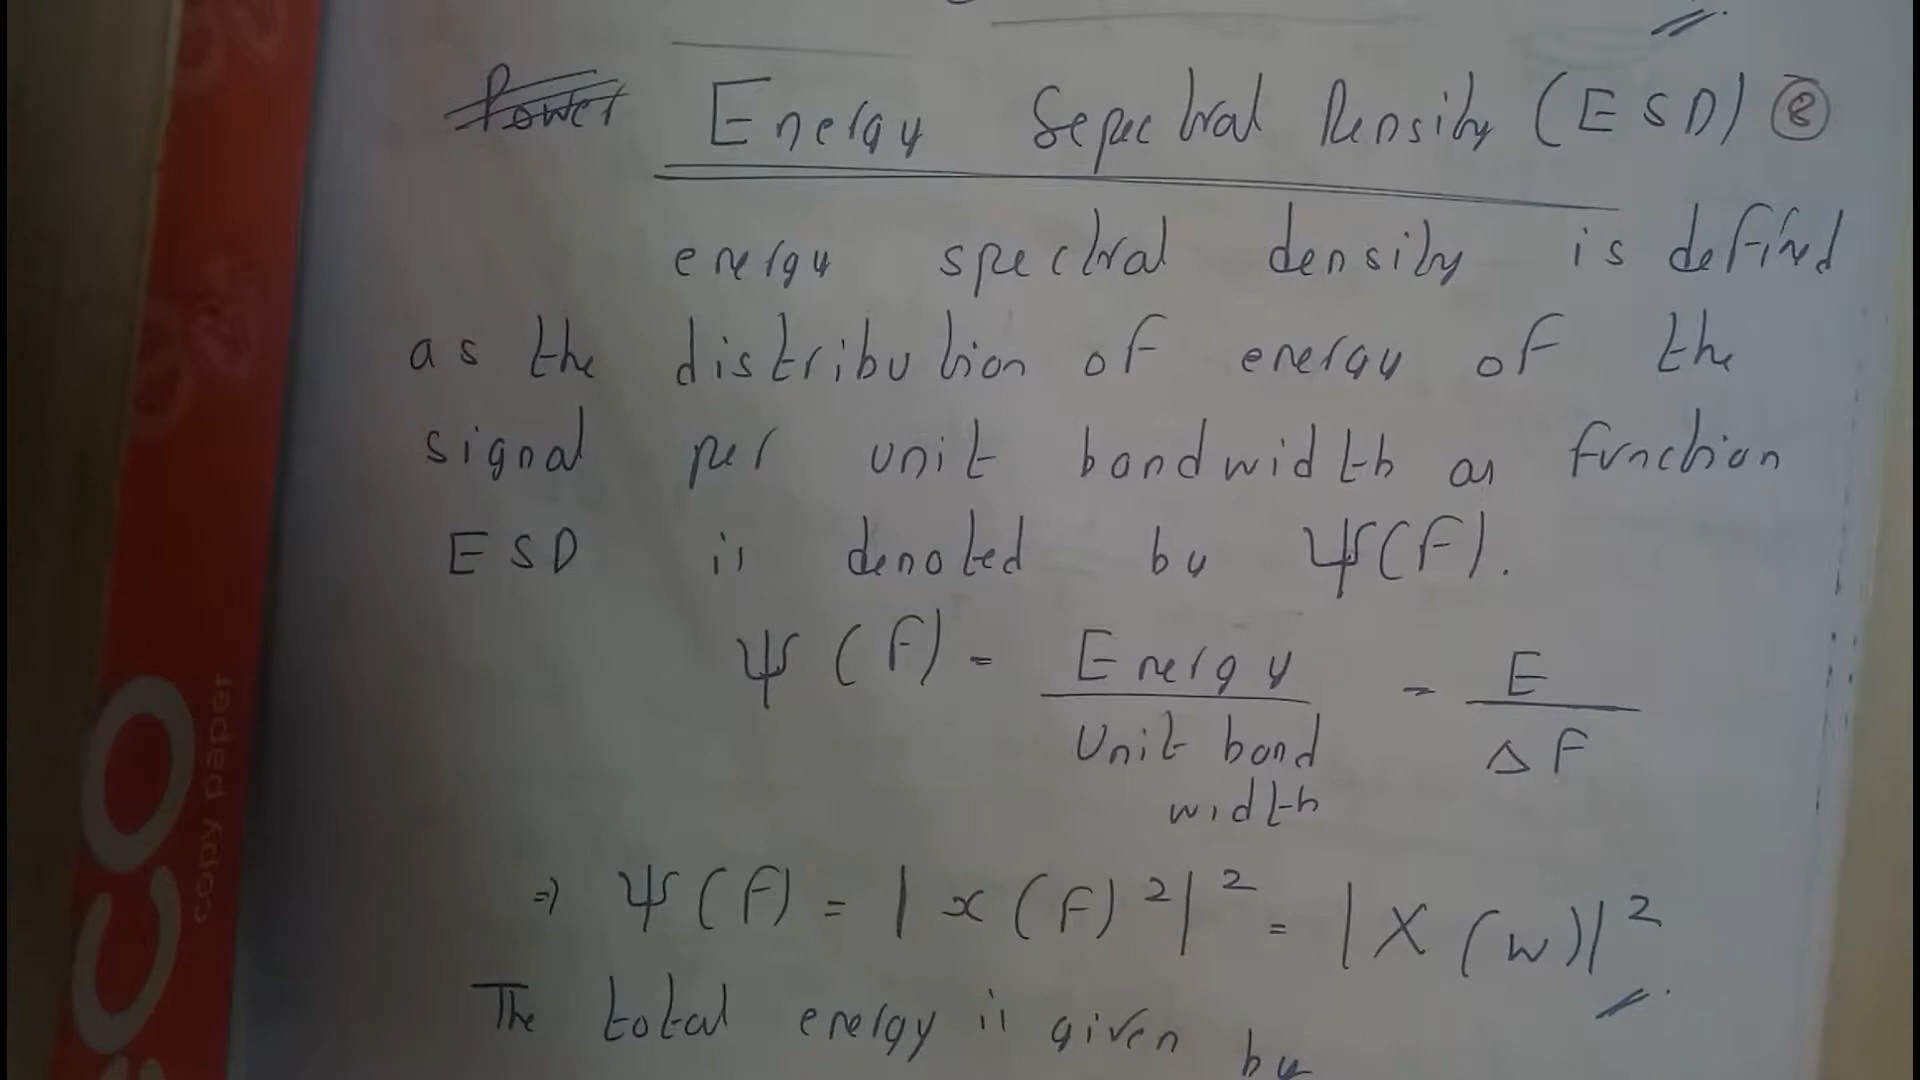 Power Energy Sepectral Density (ESD) 8
energy spectral density is defined
as the distribution of energy of the
signal per unit bandwidth as function
ESD is denoted by Ψ(F).
Ψ(F) = Energy / Unit band width = E / ΔF
⇒ Ψ(F) = |x(F)²|² = |X(w)|²
The total energy is given by
CO
copy paper